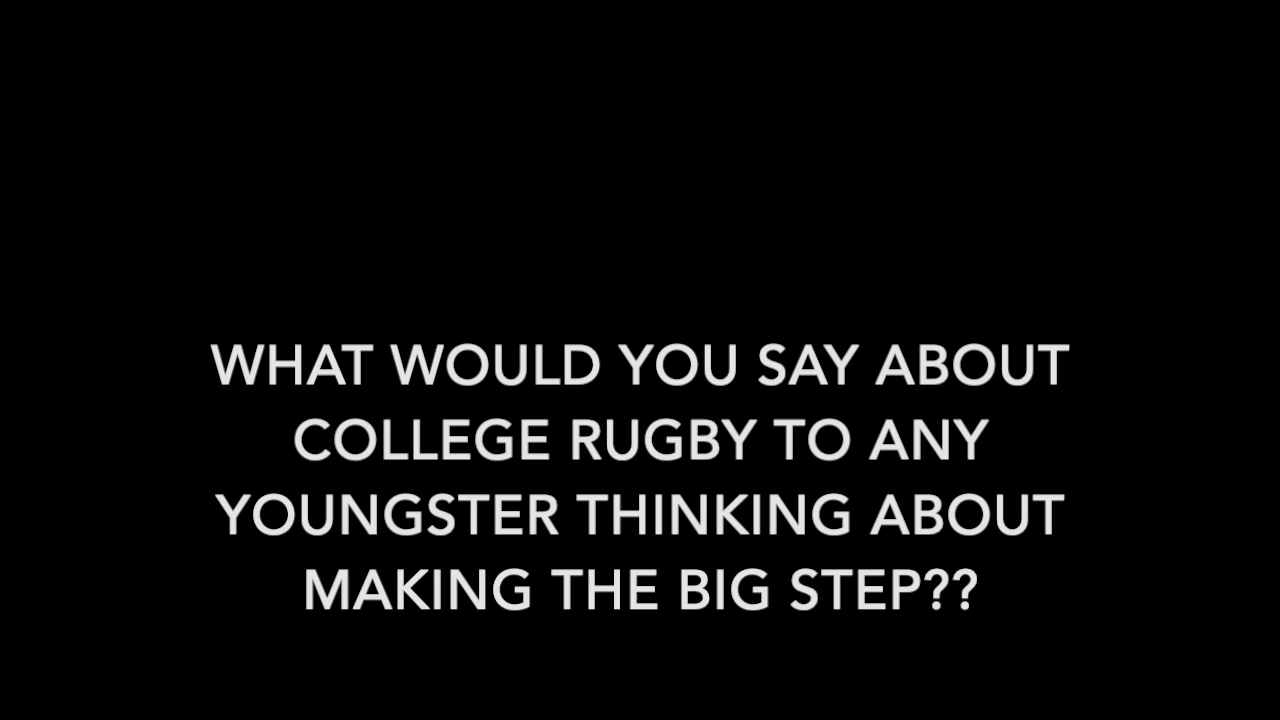 WHAT WOULD YOU SAY ABOUT
COLLEGE RUGBY TO ANY
YOUNGSTER THINKING ABOUT
MAKING THE BIG STEP??